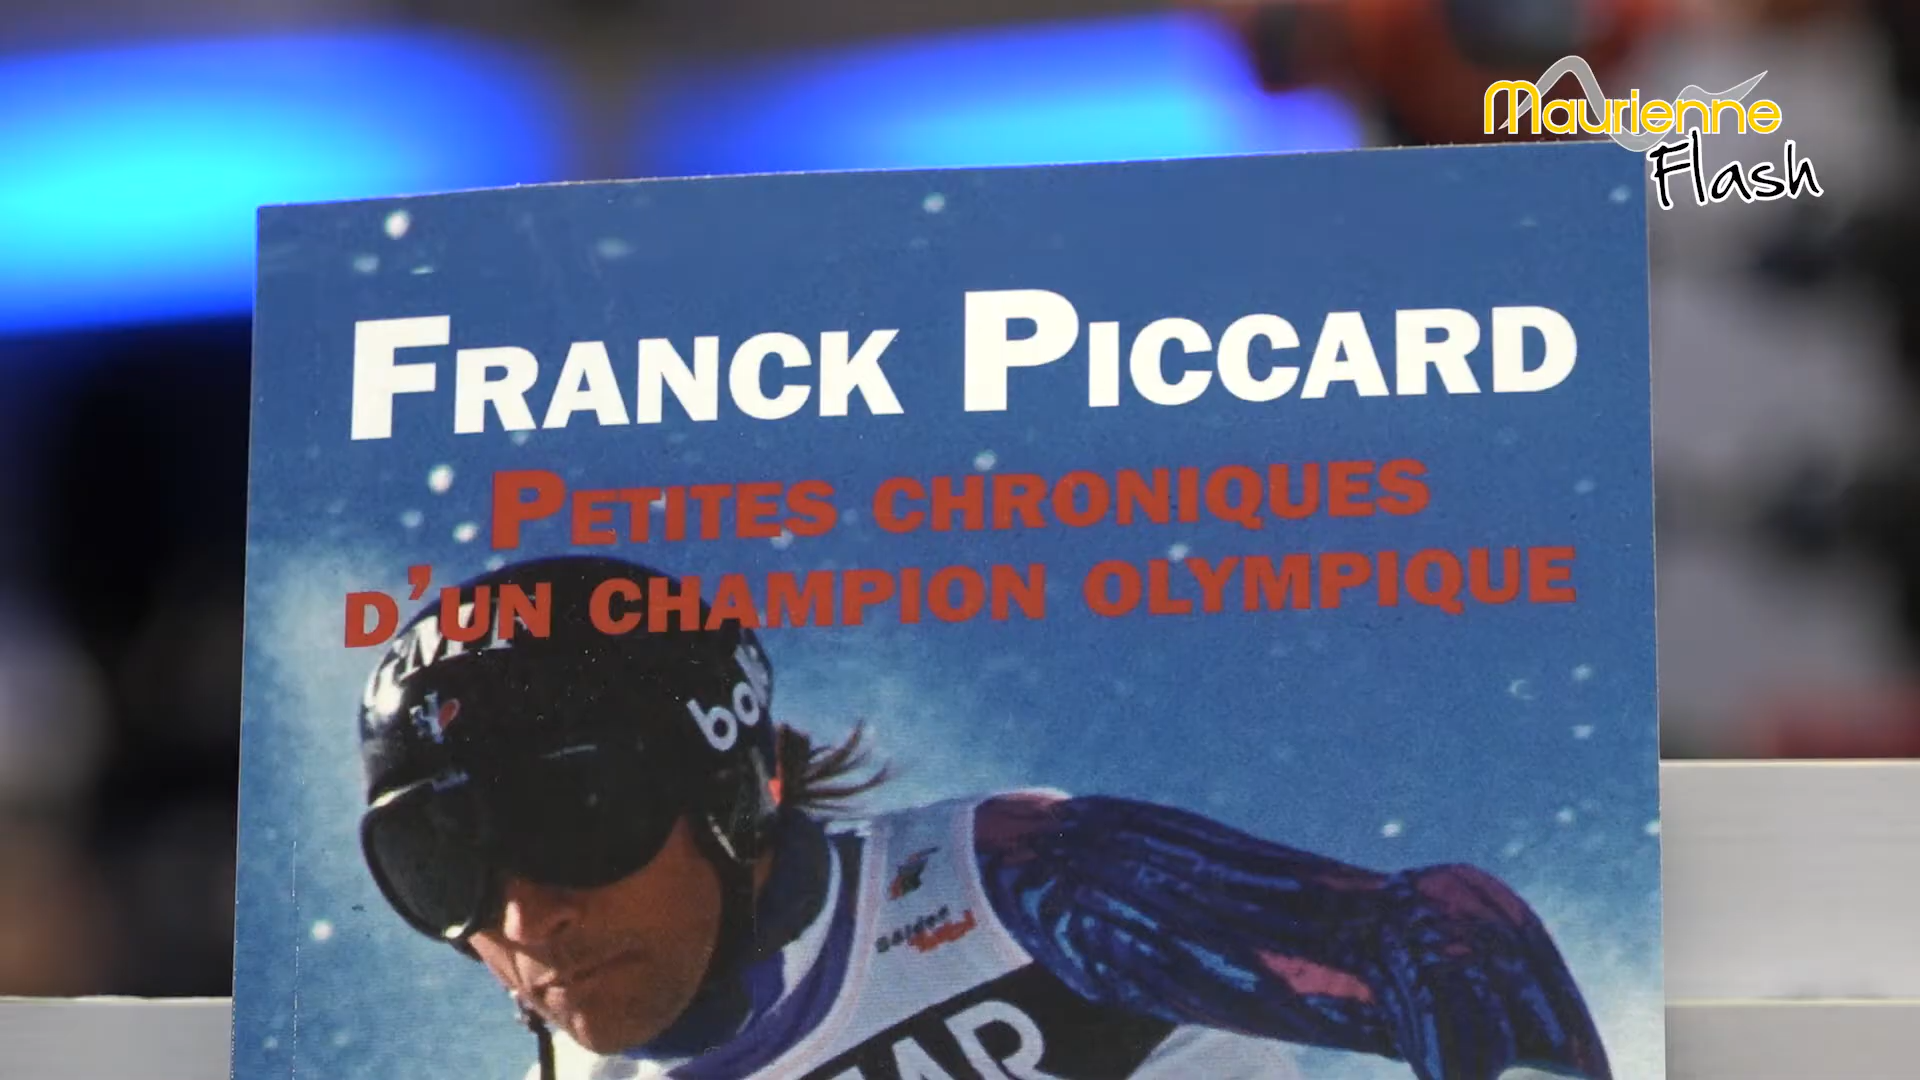 Maurienne
Flash
FRANCK PICCARD
PETITES CHRONIQUES
D'UN CHAMPION OLYMPIQUE